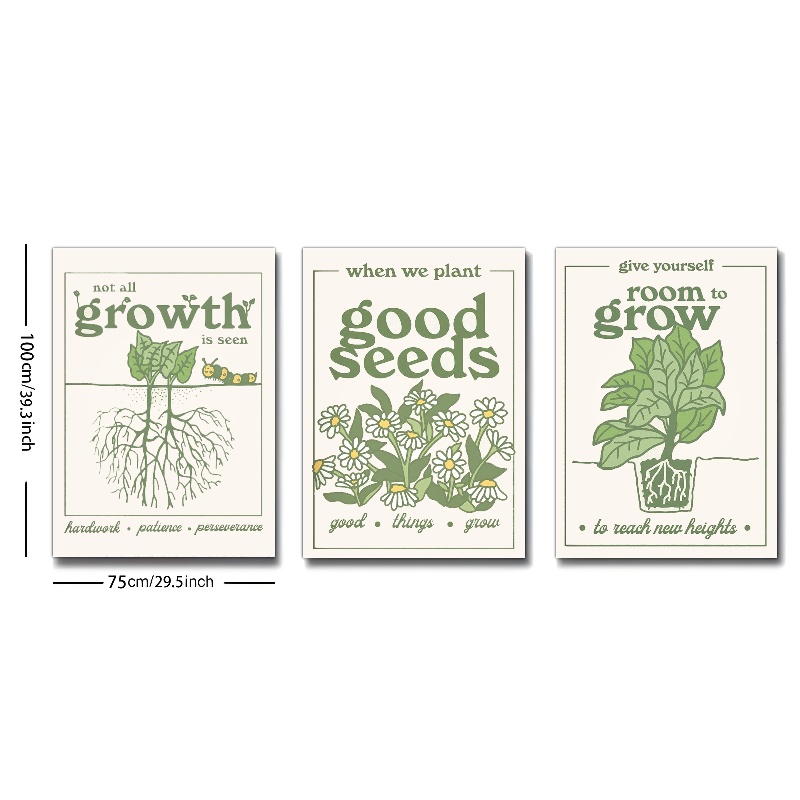 100cm/39.3inch
not all
growth
is seen
hardwork • patience • perseverance
75cm/29.5inch
when we plant
good
seeds
good • things • grow
give yourself
room to
grow
• to reach new heights •